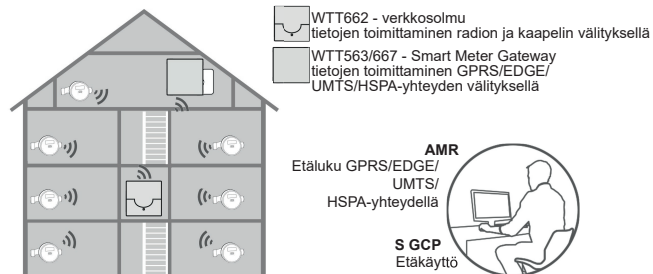 WTT662 - verkkosolmu
tietojen toimittaminen radion ja kaapelin välityksellä
WTT563/667 - Smart Meter Gateway
tietojen toimittaminen GPRS/EDGE/
UMTS/HSPA-yhteyden välityksellä
AMR
Etäluku GPRS/EDGE/
UMTS/
HSPA-yhteydellä
S GCP
Etäkäyttö